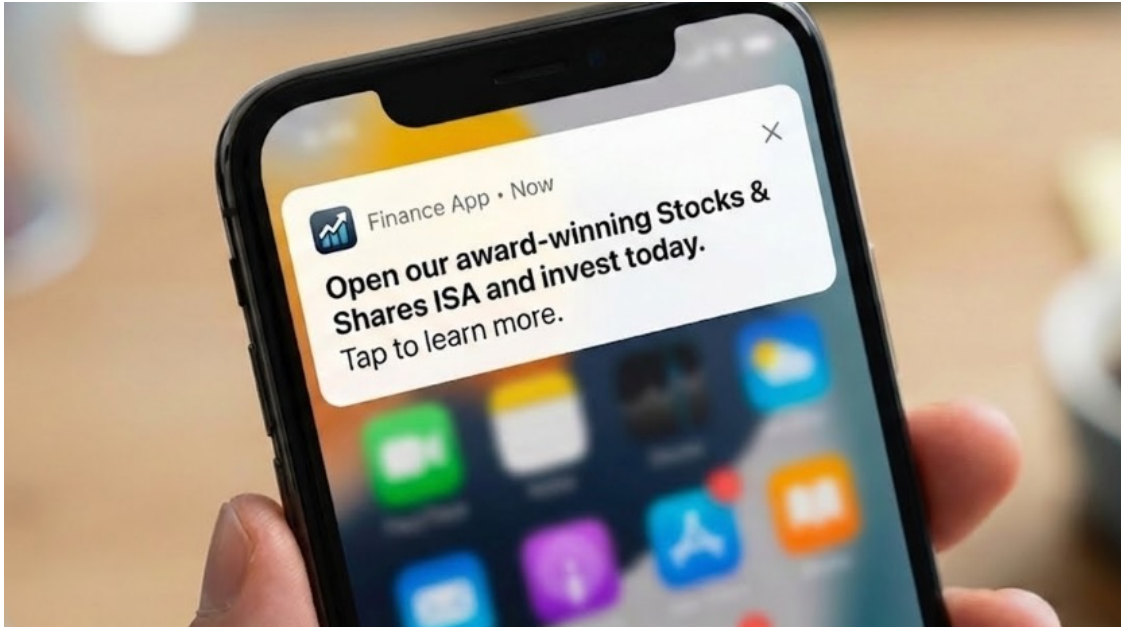 Finance App • Now
Open our award-winning Stocks &
Shares ISA and invest today.
Tap to learn more.